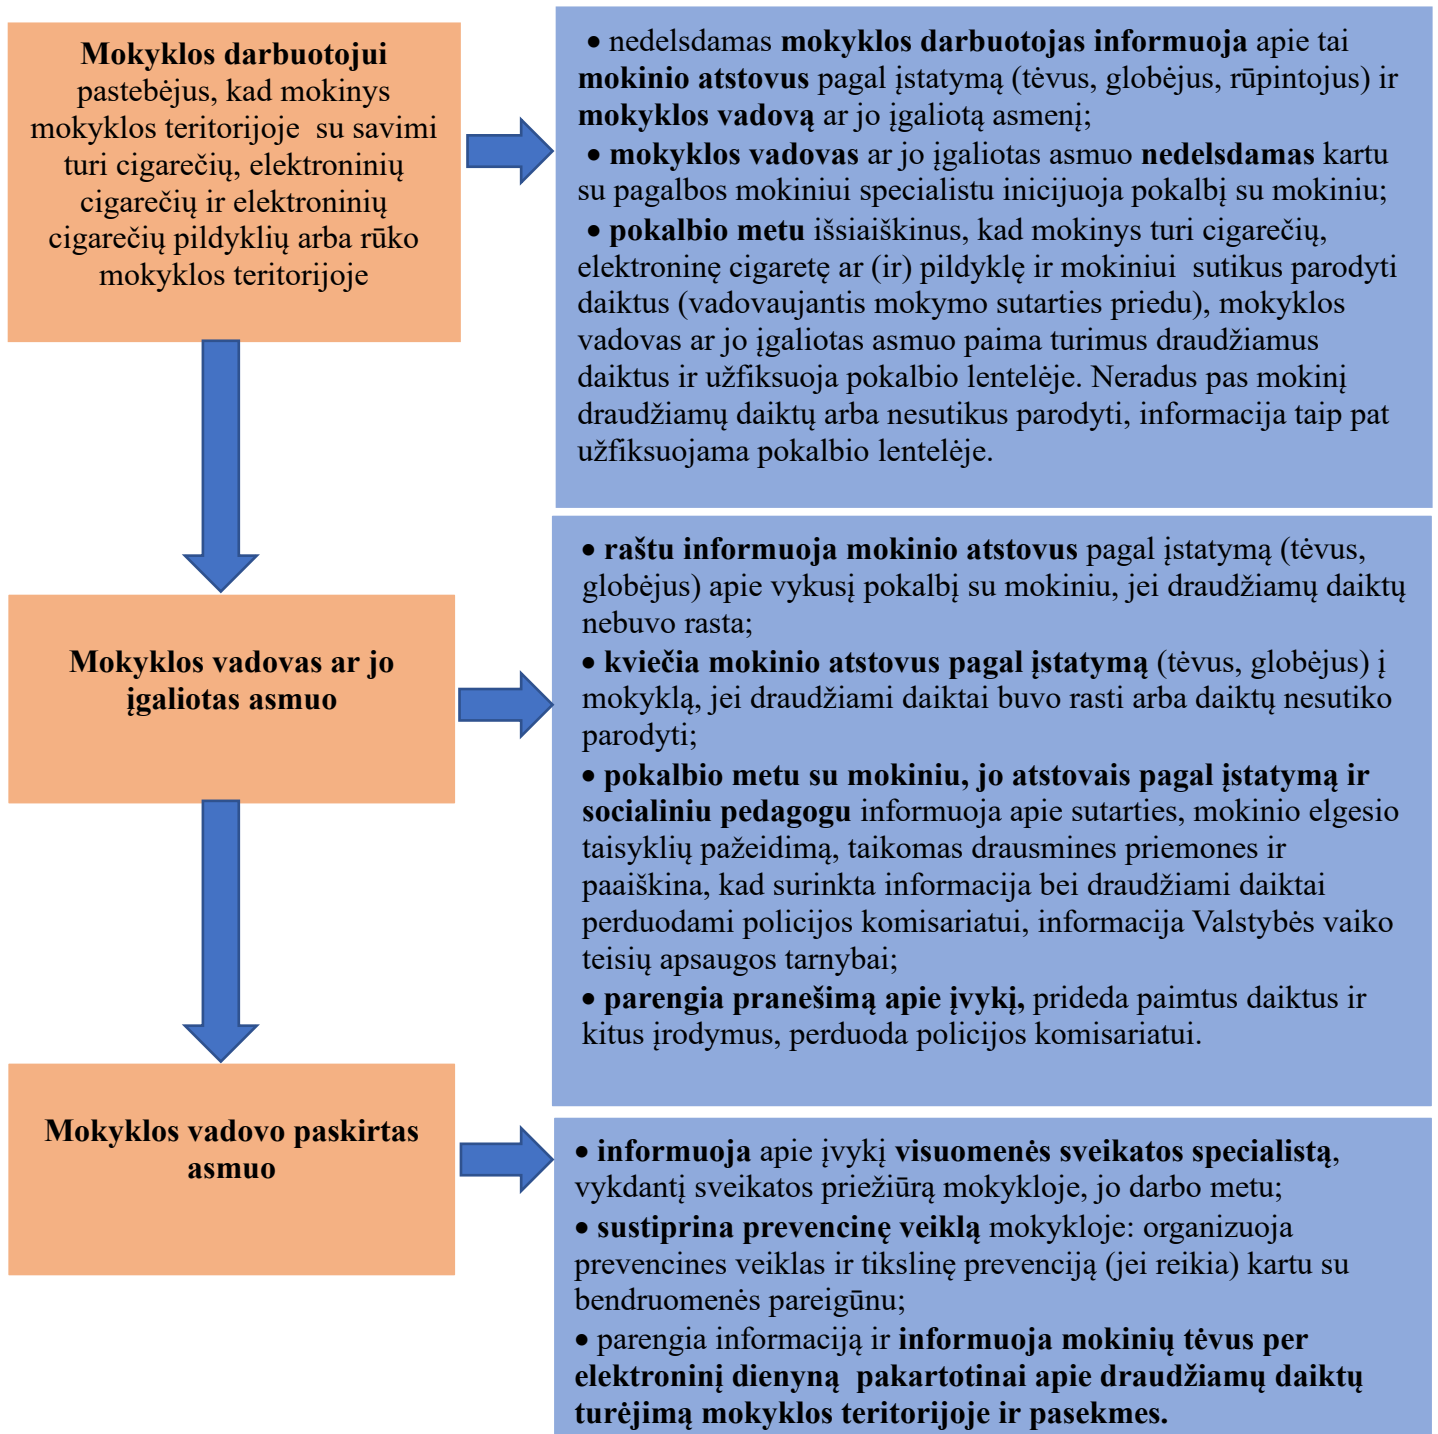 Mokyklos darbuotojui
pastebėjus, kad mokinys
mokyklos teritorijoje su savimi
turi cigarečių, elektroninių
cigarečių ir elektroninių
cigarečių pildyklių arba rūko
mokyklos teritorijoje
• nedelsdamas mokyklos darbuotojas informuoja apie tai
mokinio atstovus pagal įstatymą (tėvus, globėjus, rūpintojus) ir
mokyklos vadovą ar jo įgaliotą asmenį;
• mokyklos vadovas ar jo įgaliotas asmuo nedelsdamas kartu
su pagalbos mokiniui specialistu inicijuoja pokalbį su mokiniu;
• pokalbio metu išsiaiškinus, kad mokinys turi cigarečių,
elektroninę cigaretę ar (ir) pildyklę ir mokiniui sutikus parodyti
daiktus (vadovaujantis mokymo sutarties priedu), mokyklos
vadovas ar jo įgaliotas asmuo paima turimus draudžiamus
daiktus ir užfiksuoja pokalbio lentelėje. Neradus pas mokinį
draudžiamų daiktų arba nesutikus parodyti, informacija taip pat
užfiksuojama pokalbio lentelėje.
Mokyklos vadovas ar jo
įgaliotas asmuo
• raštu informuoja mokinio atstovus pagal įstatymą (tėvus,
globėjus) apie vykusį pokalbį su mokiniu, jei draudžiamų daiktų
nebuvo rasta;
• kviečia mokinio atstovus pagal įstatymą (tėvus, globėjus) į
mokyklą, jei draudžiami daiktai buvo rasti arba daiktų nesutiko
parodyti;
• pokalbio metu su mokiniu, jo atstovais pagal įstatymą ir
socialiniu pedagogu informuoja apie sutarties, mokinio elgesio
taisyklių pažeidimą, taikomas drausmines priemones ir
paaiškina, kad surinkta informacija bei draudžiami daiktai
perduodami policijos komisariatui, informacija Valstybės vaiko
teisių apsaugos tarnybai;
• parengia pranešimą apie įvykį, prideda paimtus daiktus ir
kitus įrodymus, perduoda policijos komisariatui.
Mokyklos vadovo paskirtas
asmuo
• informuoja apie įvykį visuomenės sveikatos specialistą,
vykdantį sveikatos priežiūrą mokykloje, jo darbo metu;
• sustiprina prevencinę veiklą mokykloje: organizuoja
prevencines veiklas ir tikslinę prevenciją (jei reikia) kartu su
bendruomenės pareigūnu;
• parengia informaciją ir informuoja mokinių tėvus per
elektroninį dienyną pakartotinai apie draudžiamų daiktų
turėjimą mokyklos teritorijoje ir pasekmes.